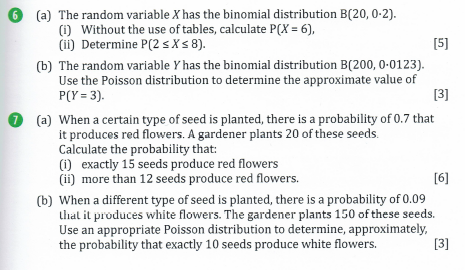 6 (a) The random variable X has the binomial distribution B(20, 0·2).
(i) Without the use of tables, calculate P(X = 6),
(ii) Determine P(2 ≤ X ≤ 8). [5]
(b) The random variable Y has the binomial distribution B(200, 0·0123).
Use the Poisson distribution to determine the approximate value of
P(Y = 3). [3]
7 (a) When a certain type of seed is planted, there is a probability of 0.7 that
it produces red flowers. A gardener plants 20 of these seeds.
Calculate the probability that:
(i) exactly 15 seeds produce red flowers
(ii) more than 12 seeds produce red flowers. [6]
(b) When a different type of seed is planted, there is a probability of 0.09
that it produces white flowers. The gardener plants 150 of these seeds.
Use an appropriate Poisson distribution to determine, approximately,
the probability that exactly 10 seeds produce white flowers. [3]